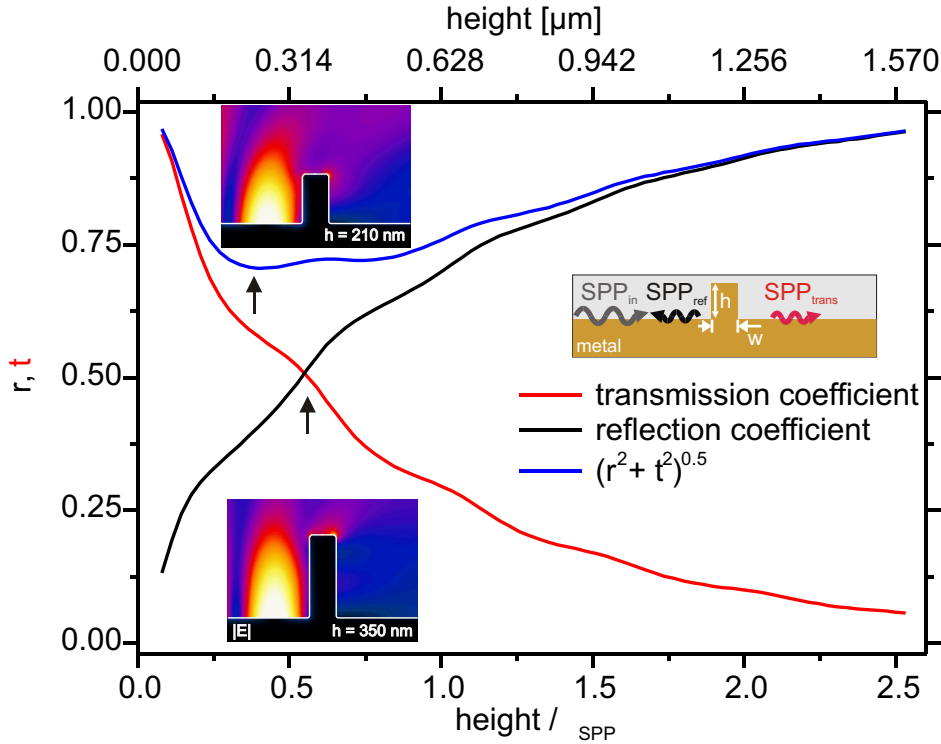 height [µm]
0.000 0.314 0.628 0.942 1.256 1.570
1.00
0.75
0.50
0.25
0.00
r, t
h = 210 nm
SPPin SPPref SPPtrans
h
metal
w
transmission coefficient
reflection coefficient
(r²+ t²)^0.5
|E| h = 350 nm
0.0 0.5 1.0 1.5 2.0 2.5
height / SPP